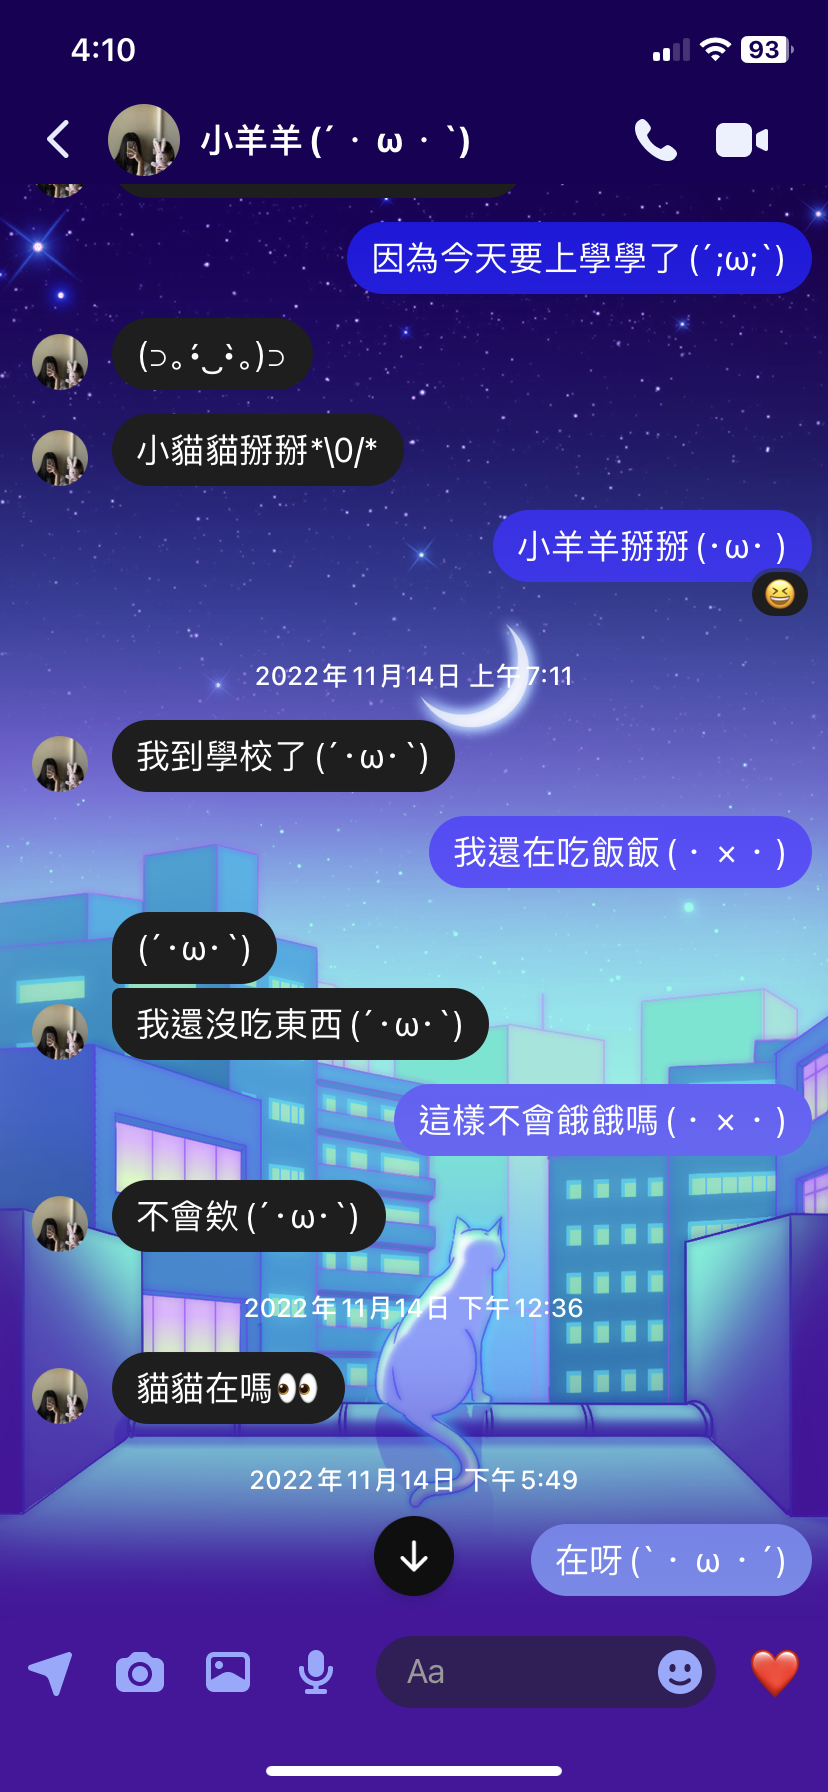 4:10
93
小羊羊 (´・ω・`)
因為今天要上學學了 (´;ω;`)
(⊃｡•́‿•̀｡)⊃
小貓貓掰掰*\0/*
小羊羊掰掰 (･ω･ )
😆
2022年11月14日 上午7:11
我到學校了 (´･ω･`)
我還在吃飯飯 (・×・)
(´･ω･`)
我還沒吃東西 (´･ω･`)
這樣不會餓餓嗎 (・×・)
不會欸 (´･ω･`)
2022年11月14日 下午12:36
貓貓在嗎👀
2022年11月14日 下午5:49
在呀 (`・ω・´)
Aa